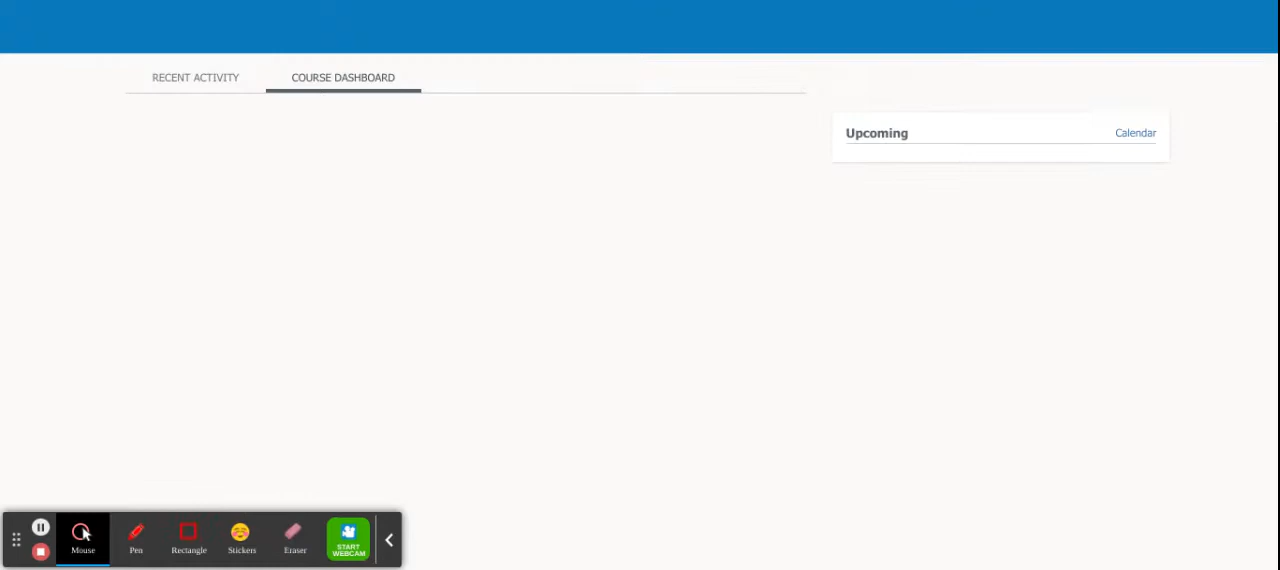 RECENT ACTIVITY COURSE DASHBOARD
Upcoming Calendar
Mouse Pen Rectangle Stickers Eraser START
WEBCAM